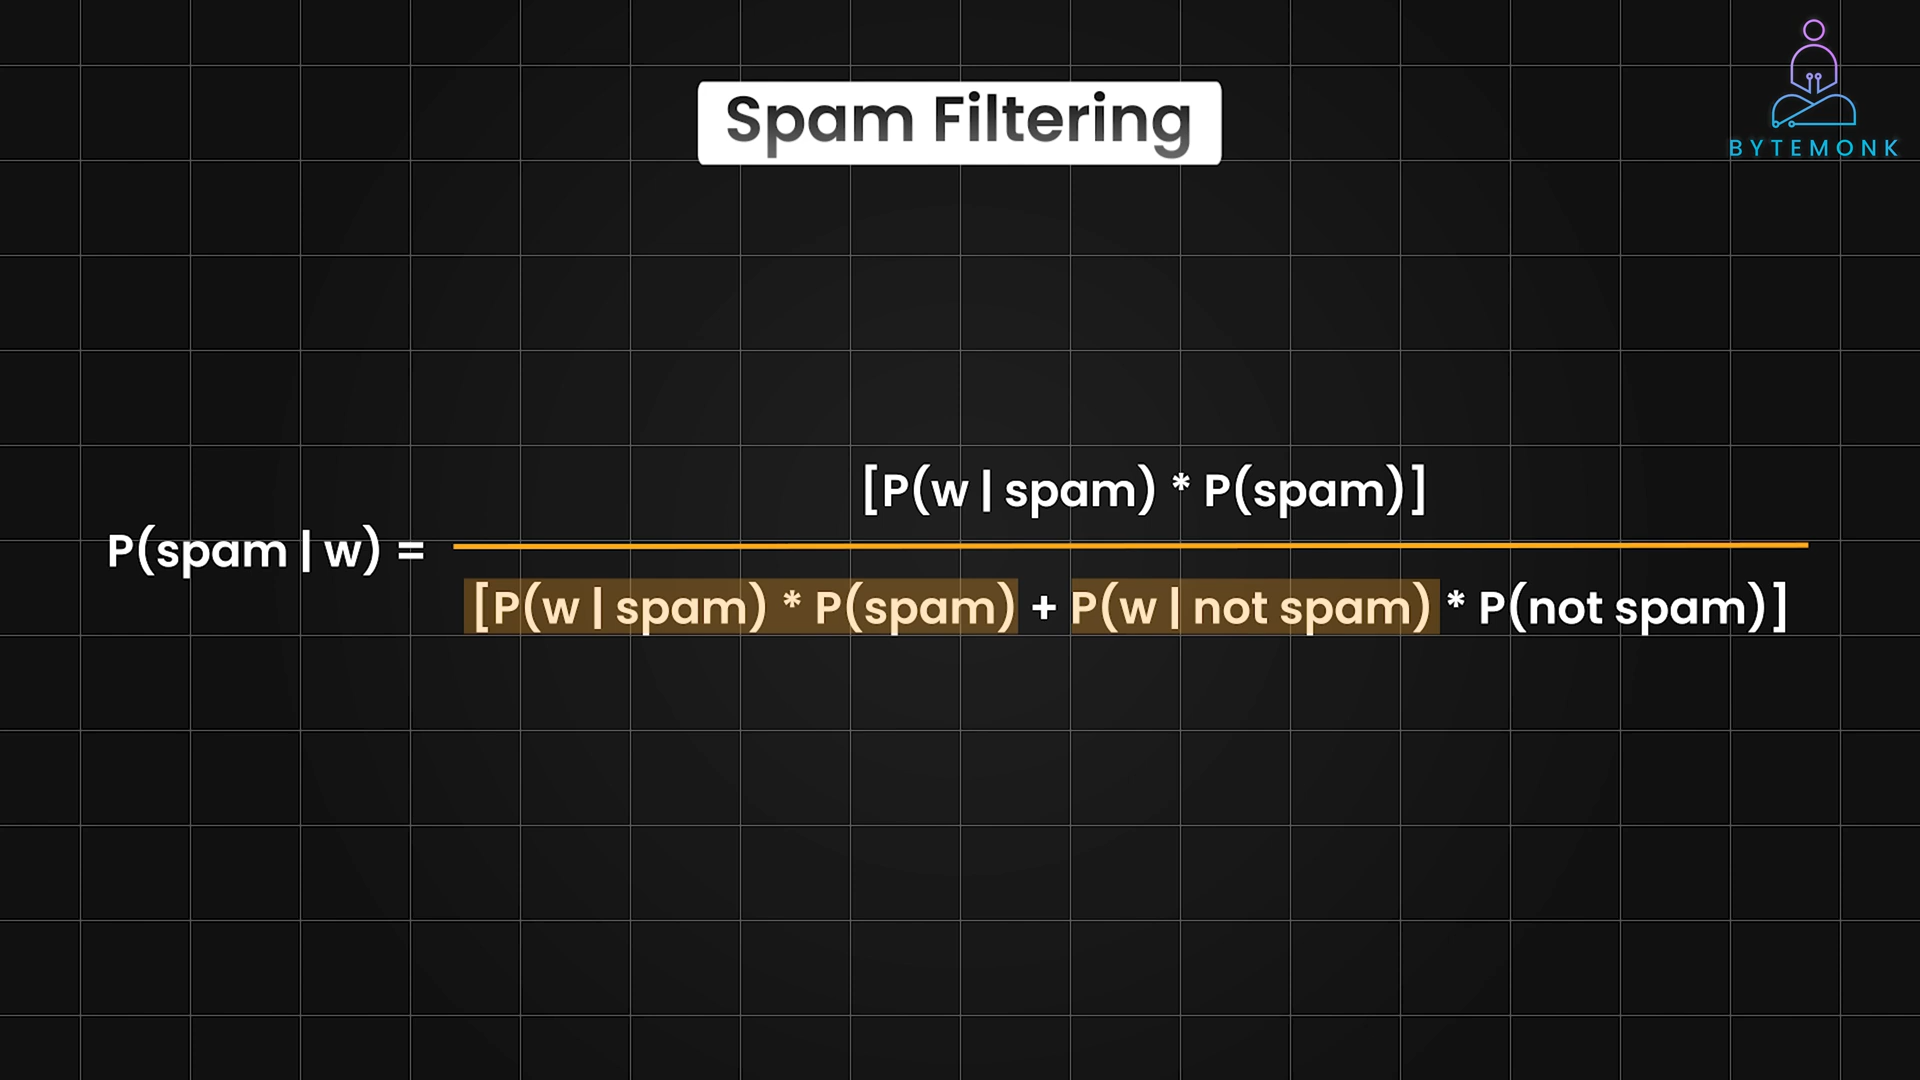 Spam Filtering
BYTEMONK
[P(w | spam) * P(spam)]
P(spam | w) =
[P(w | spam) * P(spam) + P(w | not spam) * P(not spam)]